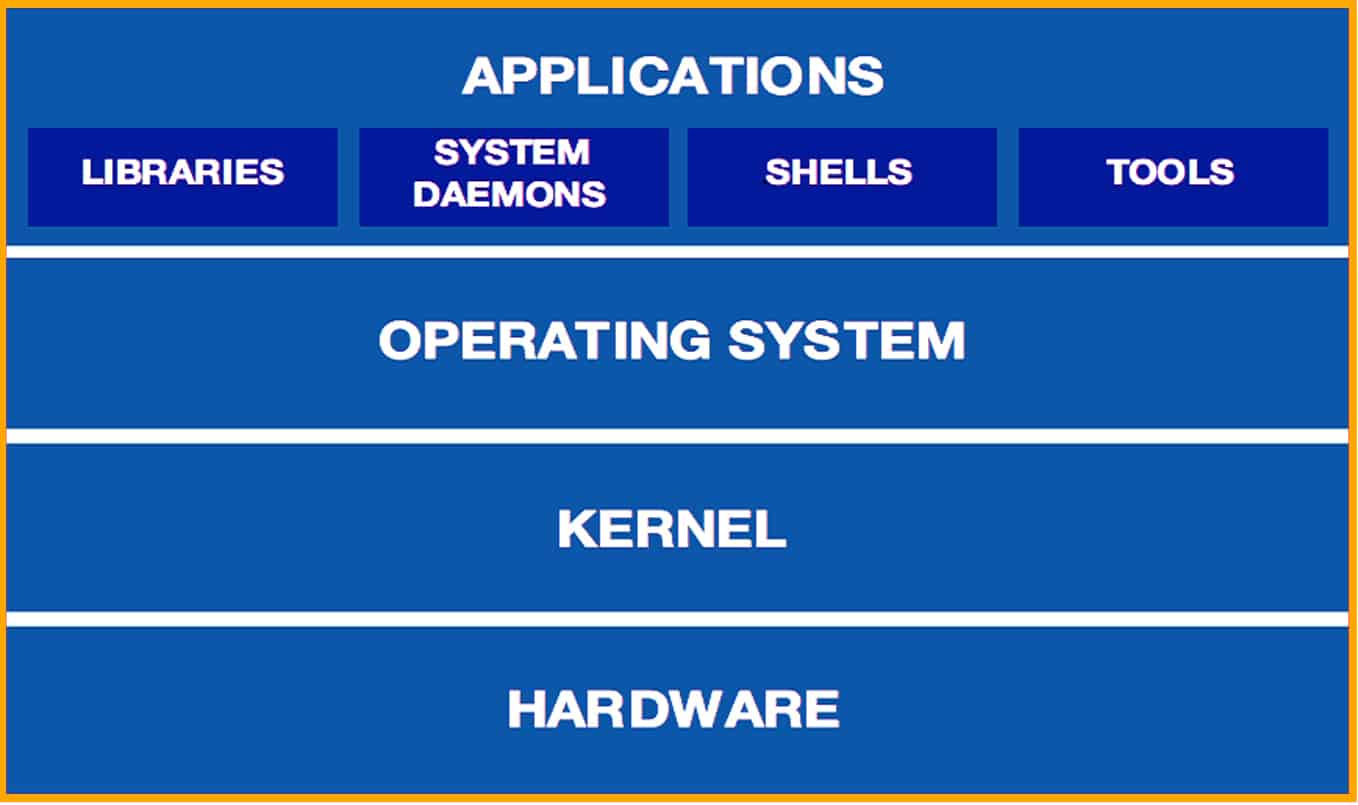 APPLICATIONS
LIBRARIES
SYSTEM
DAEMONS
SHELLS
TOOLS
OPERATING SYSTEM
KERNEL
HARDWARE